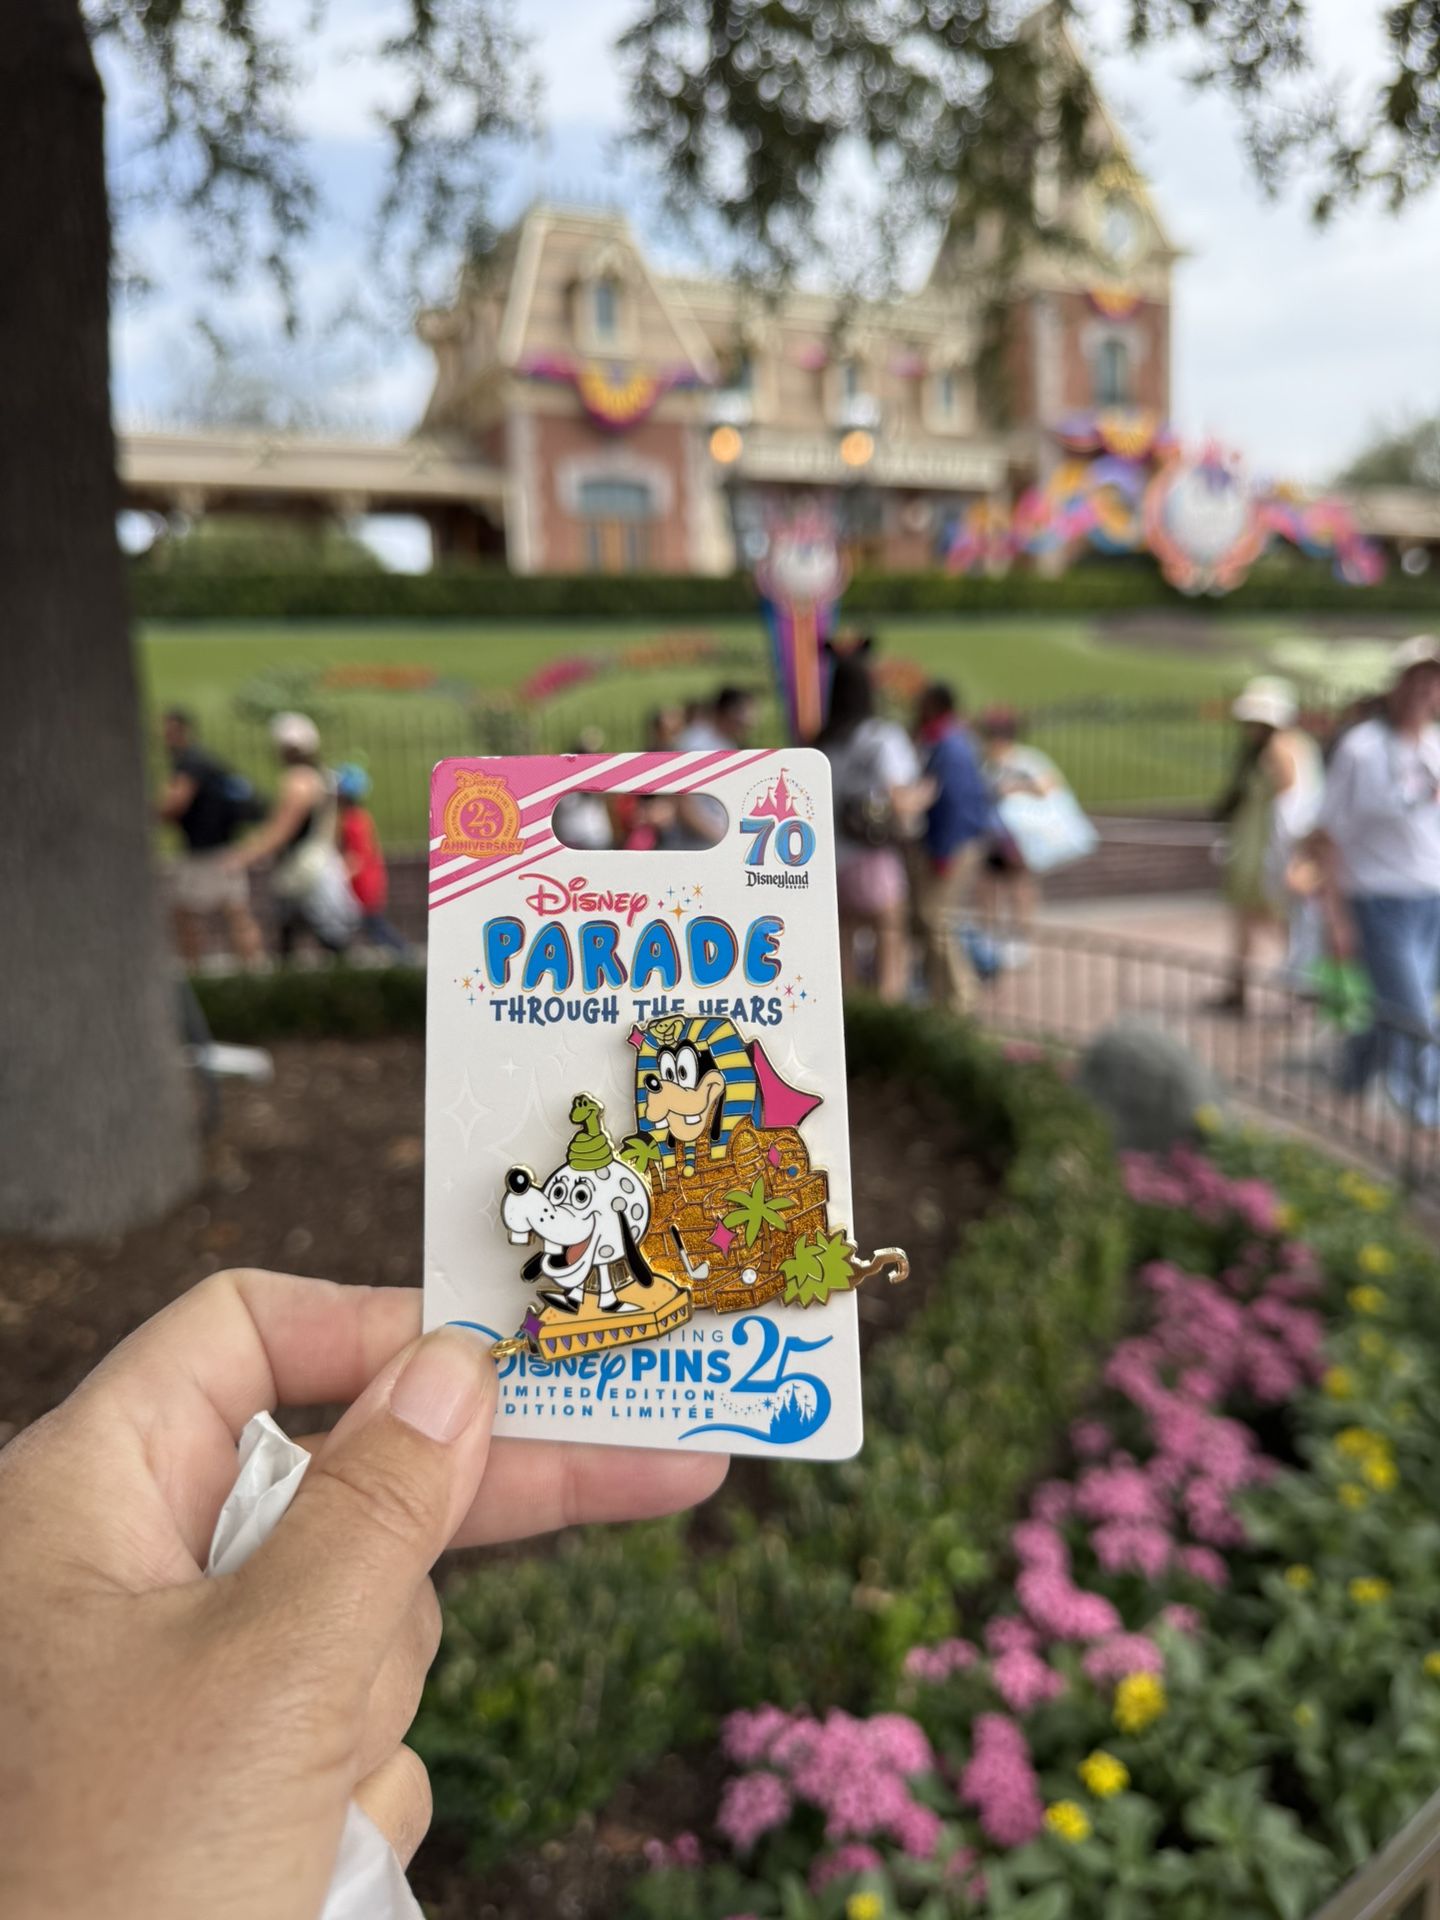 Disney
25
ANNIVERSARY
70
Disneyland
RESORT
Disney
PARADE
THROUGH THE YEARS
DISNEY PINS 25
LIMITED EDITION
EDITION LIMITÉE